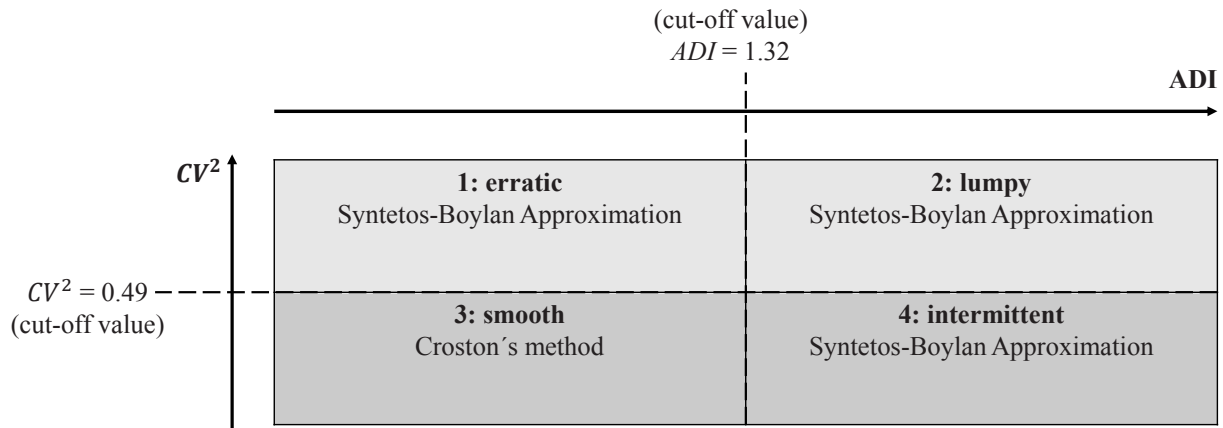 (cut-off value)
ADI = 1.32
ADI
CV²
1: erratic
Syntetos-Boylan Approximation
2: lumpy
Syntetos-Boylan Approximation
CV² = 0.49
(cut-off value)
3: smooth
Croston´s method
4: intermittent
Syntetos-Boylan Approximation